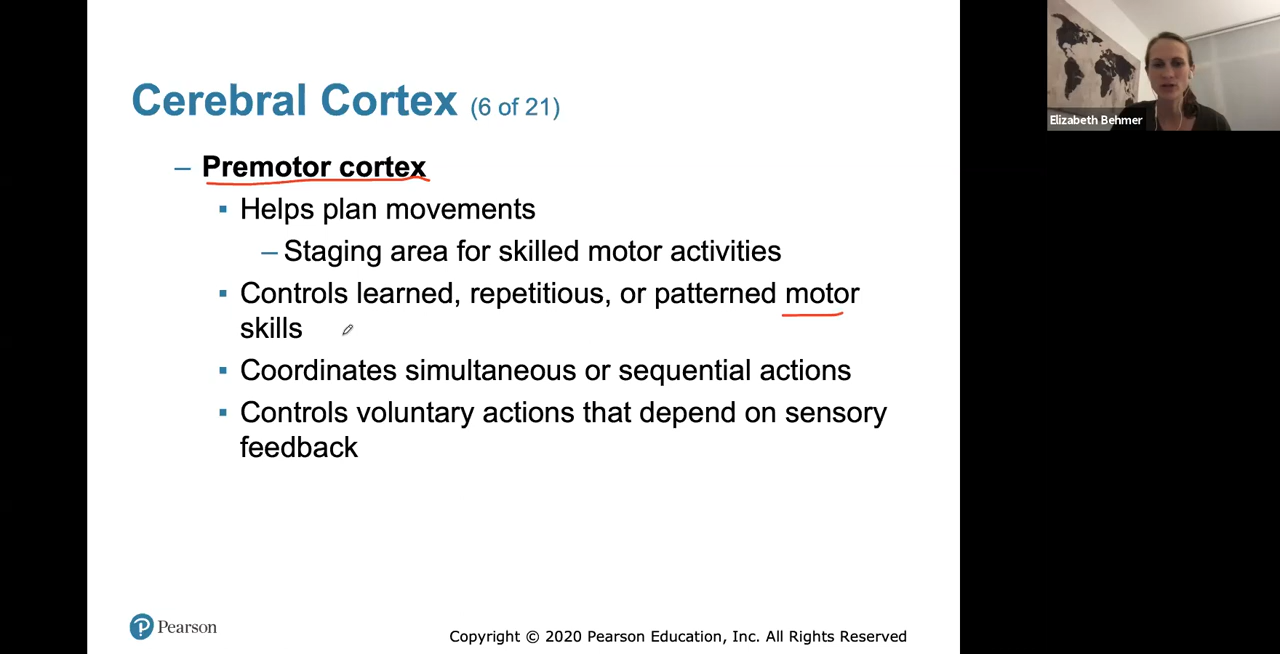 Cerebral Cortex (6 of 21)
– Premotor cortex
▪ Helps plan movements
– Staging area for skilled motor activities
▪ Controls learned, repetitious, or patterned motor
skills
▪ Coordinates simultaneous or sequential actions
▪ Controls voluntary actions that depend on sensory
feedback
Pearson
Copyright © 2020 Pearson Education, Inc. All Rights Reserved
Elizabeth Behmer